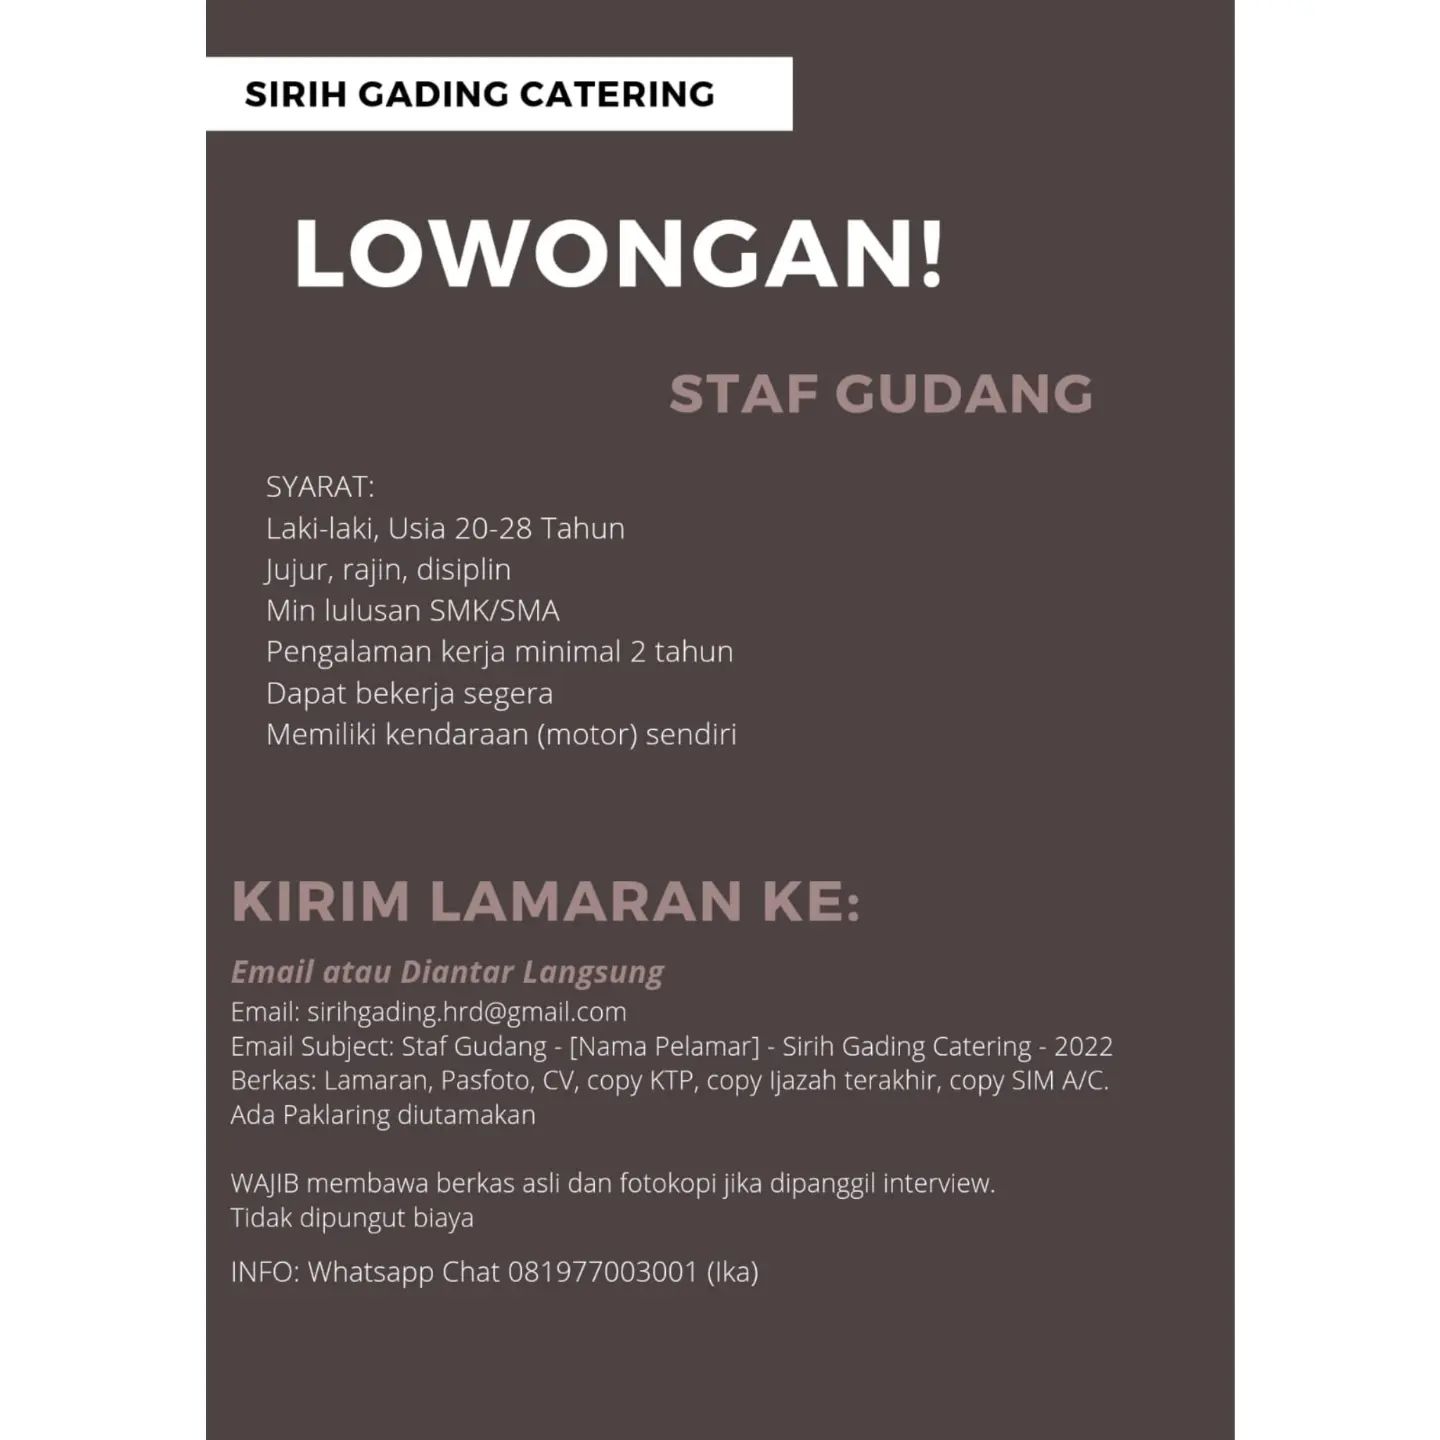 SIRIH GADING CATERING
LOWONGAN!
STAF GUDANG
SYARAT:
Laki-laki, Usia 20-28 Tahun
Jujur, rajin, disiplin
Min lulusan SMK/SMA
Pengalaman kerja minimal 2 tahun
Dapat bekerja segera
Memiliki kendaraan (motor) sendiri
KIRIM LAMARAN KE:
Email atau Diantar Langsung
Email: sirihgading.hrd@gmail.com
Email Subject: Staf Gudang - [Nama Pelamar] - Sirih Gading Catering - 2022
Berkas: Lamaran, Pasfoto, CV, copy KTP, copy Ijazah terakhir, copy SIM A/C.
Ada Paklaring diutamakan
WAJIB membawa berkas asli dan fotokopi jika dipanggil interview.
Tidak dipungut biaya
INFO: Whatsapp Chat 081977003001 (Ika)